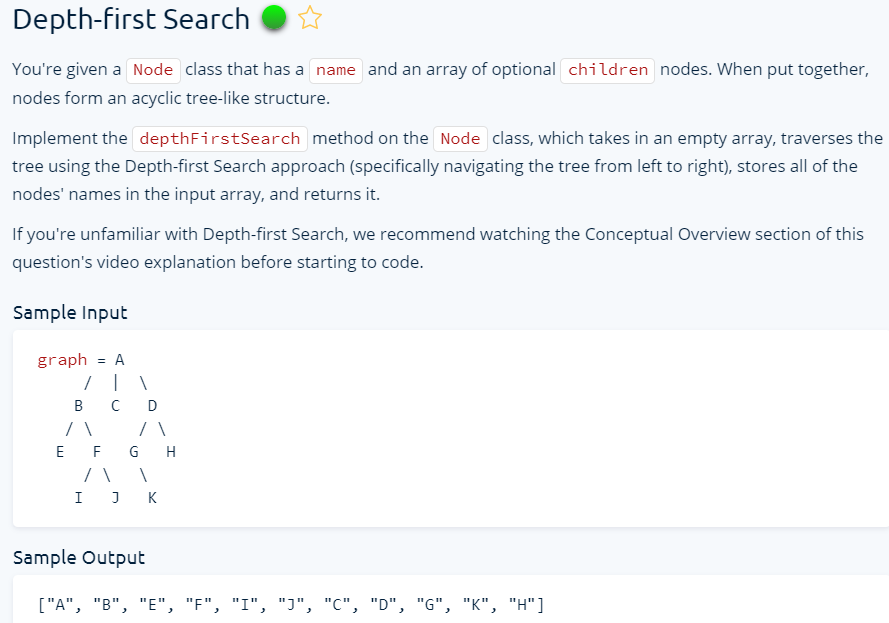 Depth-first Search
You're given a Node class that has a name and an array of optional children nodes. When put together,
nodes form an acyclic tree-like structure.
Implement the depthFirstSearch method on the Node class, which takes in an empty array, traverses the
tree using the Depth-first Search approach (specifically navigating the tree from left to right), stores all of the
nodes' names in the input array, and returns it.
If you're unfamiliar with Depth-first Search, we recommend watching the Conceptual Overview section of this
question's video explanation before starting to code.
Sample Input
graph = A
/ | \
B C D
/ \ / \
E F G H
/ \ \
I J K
Sample Output
["A", "B", "E", "F", "I", "J", "C", "D", "G", "K", "H"]